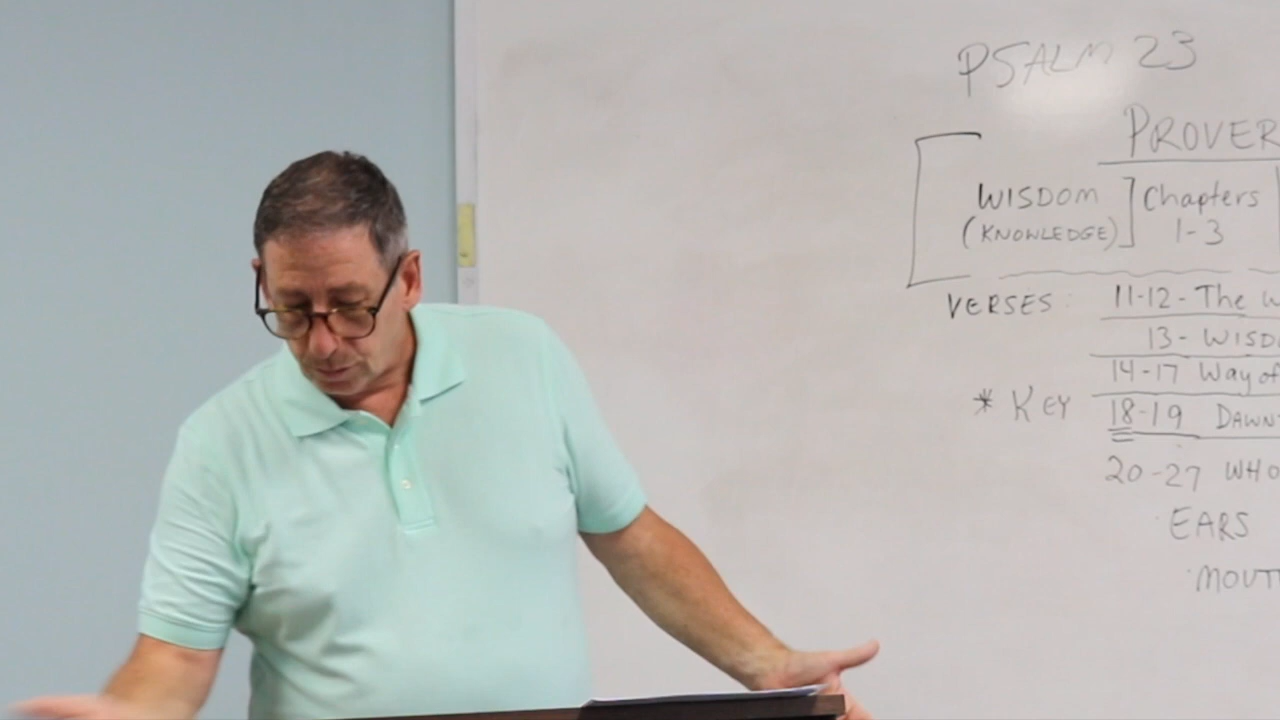 PSALM 23
PROVER
WISDOM
(KNOWLEDGE)
Chapters
1-3
VERSES: 11-12 - The W
13 - WISD
14-17 Way of
* KEY 18-19 DAWN
20-27 WHO
EARS
MOUT